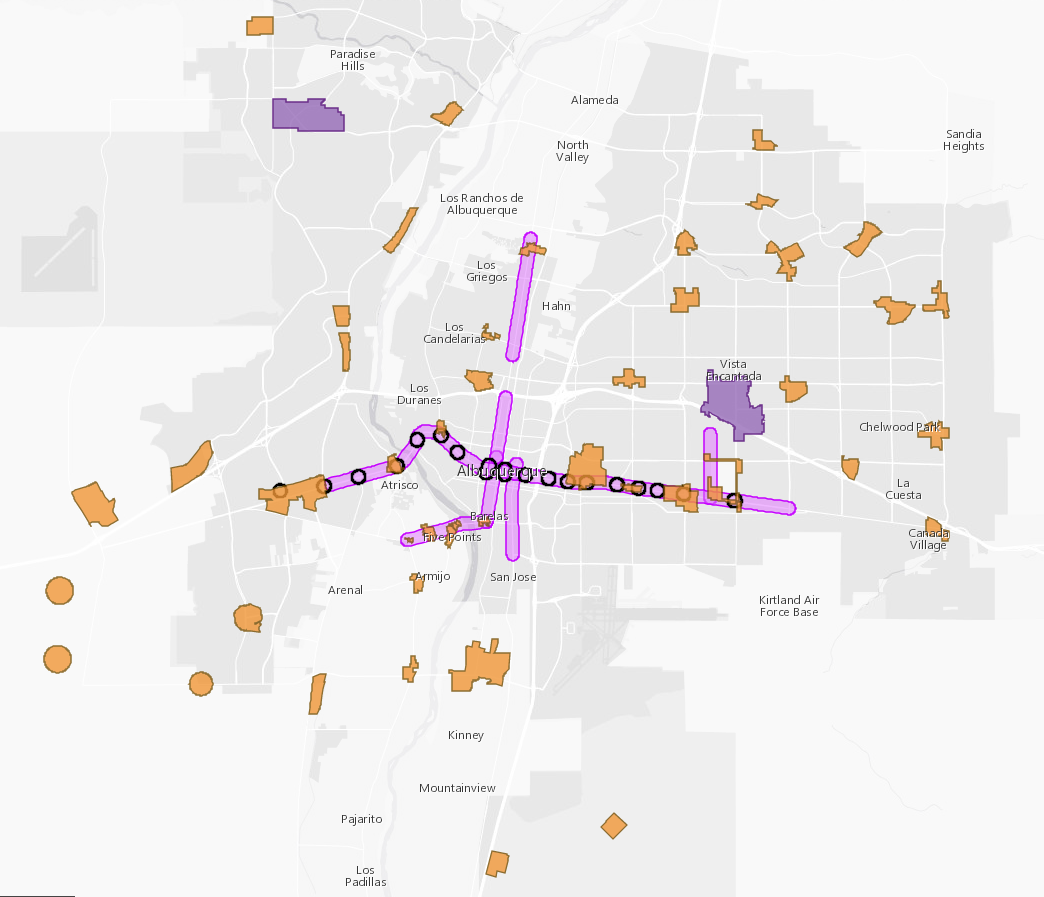 Paradise
Hills
Alameda
North
Valley
Sandia
Heights
Los Ranchos de
Albuquerque
Los
Griegos
Hahn
Los
Candelarias
Vista
Encantada
Los
Duranes
Chelwood Park
Albuquerque
Atrisco
La
Cuesta
Barelas
Five Points
Canada
Village
Armijo
San Jose
Arenal
Kirtland Air
Force Base
Kinney
Mountainview
Pajarito
Los
Padillas